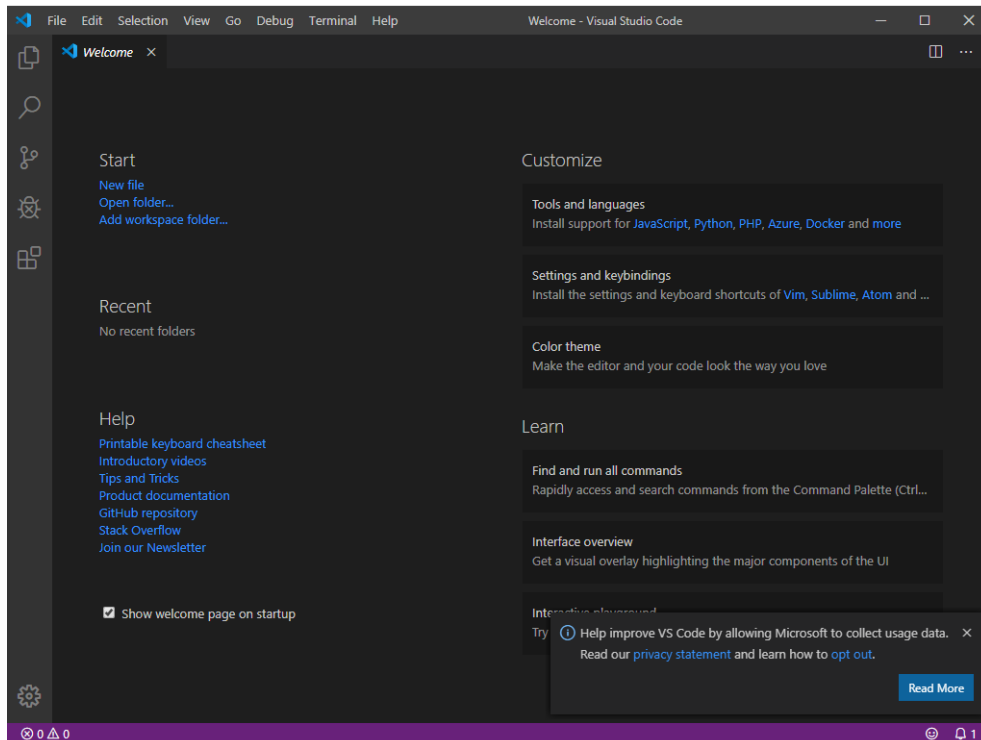 File Edit Selection View Go Debug Terminal Help Welcome - Visual Studio Code
Welcome
Start
New file
Open folder...
Add workspace folder...
Recent
No recent folders
Help
Printable keyboard cheatsheet
Introductory videos
Tips and Tricks
Product documentation
GitHub repository
Stack Overflow
Join our Newsletter
Show welcome page on startup
Customize
Tools and languages
Install support for JavaScript, Python, PHP, Azure, Docker and more
Settings and keybindings
Install the settings and keyboard shortcuts of Vim, Sublime, Atom and ...
Color theme
Make the editor and your code look the way you love
Learn
Find and run all commands
Rapidly access and search commands from the Command Palette (Ctrl...
Interface overview
Get a visual overlay highlighting the major components of the UI
Interactive playground
Try
Help improve VS Code by allowing Microsoft to collect usage data.
Read our privacy statement and learn how to opt out.
Read More
0 0
1